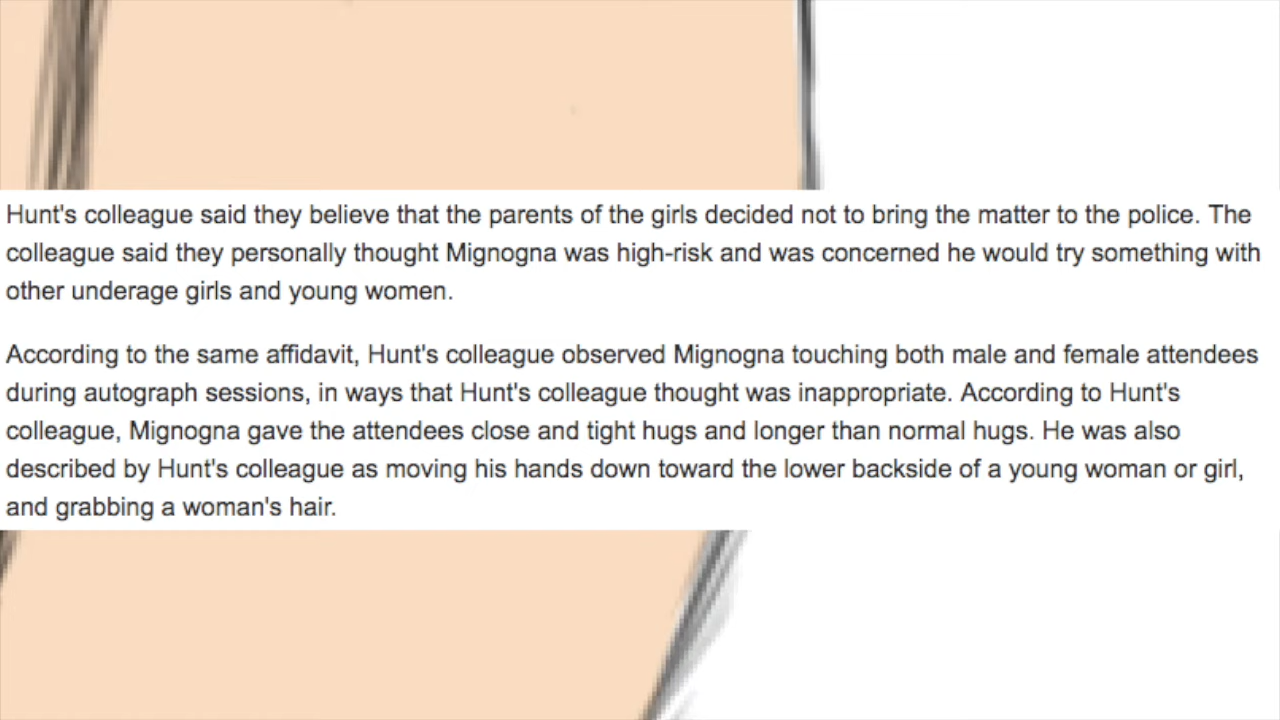 Hunt's colleague said they believe that the parents of the girls decided not to bring the matter to the police. The
colleague said they personally thought Mignogna was high-risk and was concerned he would try something with
other underage girls and young women.
According to the same affidavit, Hunt's colleague observed Mignogna touching both male and female attendees
during autograph sessions, in ways that Hunt's colleague thought was inappropriate. According to Hunt's
colleague, Mignogna gave the attendees close and tight hugs and longer than normal hugs. He was also
described by Hunt's colleague as moving his hands down toward the lower backside of a young woman or girl,
and grabbing a woman's hair.